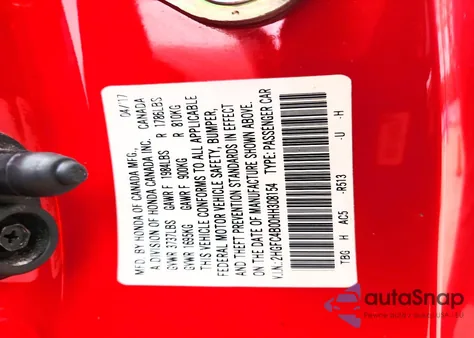 MFD. BY HONDA OF CANADA MFG., 04/17
A DIVISION OF HONDA CANADA INC. CANADA
GVWR 3737LBS GAWR F 1984LBS R 1786LBS
GVWR 1695KG GAWR F 900KG R 810KG
THIS VEHICLE CONFORMS TO ALL APPLICABLE
FEDERAL MOTOR VEHICLE SAFETY, BUMPER,
AND THEFT PREVENTION STANDARDS IN EFFECT
ON THE DATE OF MANUFACTURE SHOWN ABOVE.
V.I.N.:2HGFC4B00HH308154 TYPE: PASSENGER CAR
TBG H AC5 -R513 -U -H
autoSnap